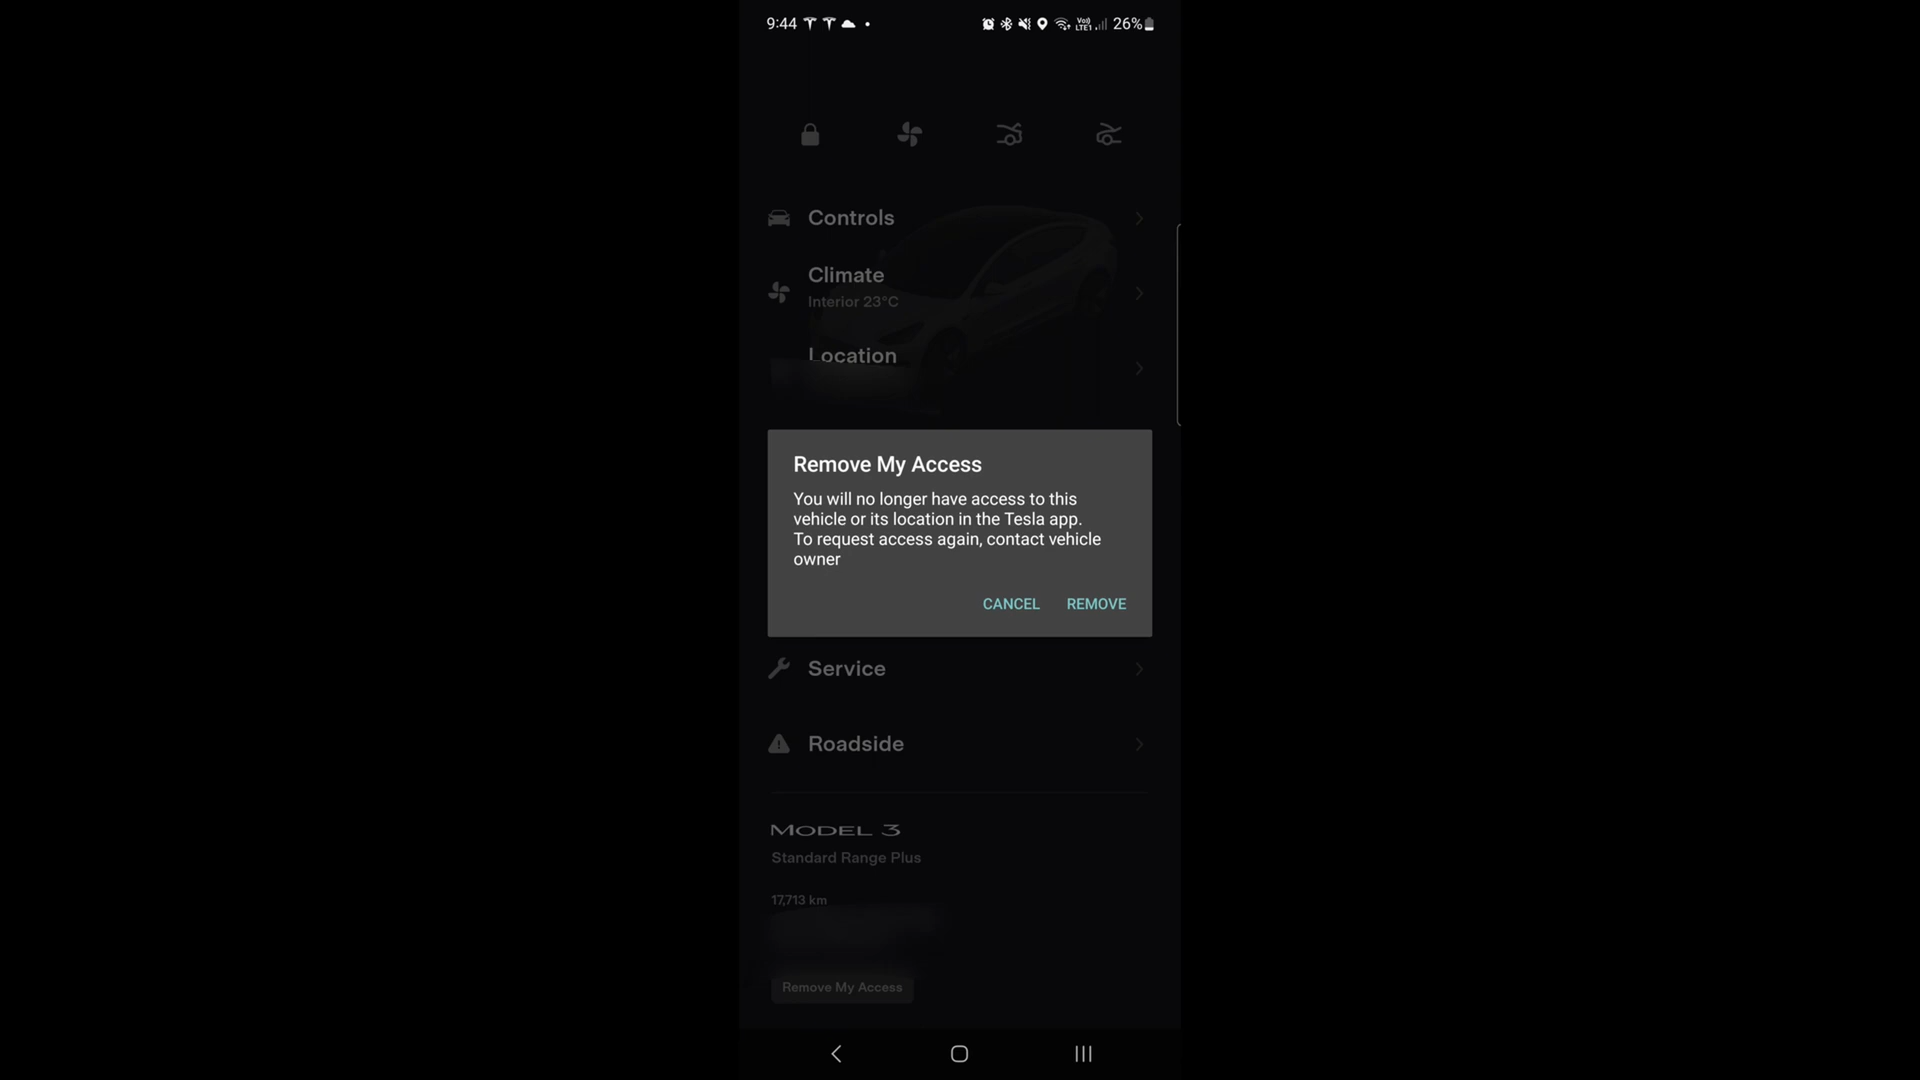 9:44
Vo))
LTE1
26%
Controls
Climate
Interior 23°C
Location
Remove My Access
You will no longer have access to this
vehicle or its location in the Tesla app.
To request access again, contact vehicle
owner
CANCEL REMOVE
Service
Roadside
MODEL 3
Standard Range Plus
17,713 km
Remove My Access